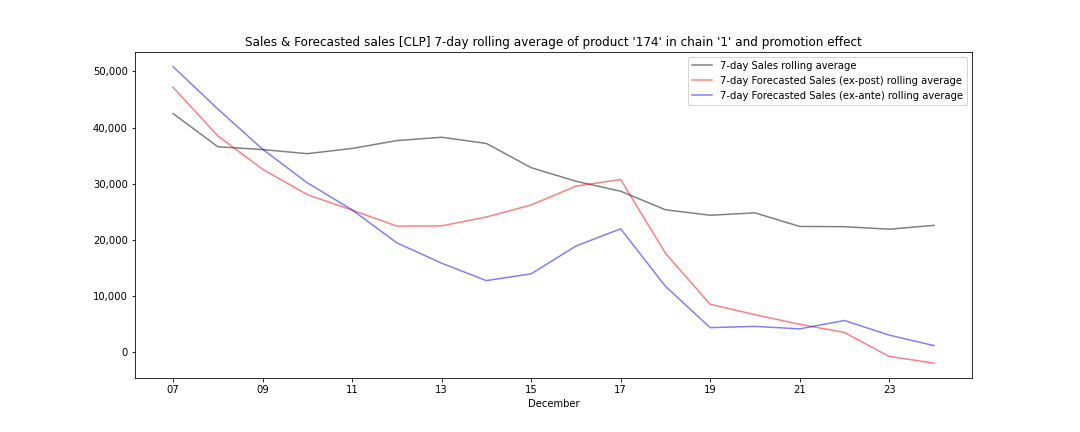 Sales & Forecasted sales [CLP] 7-day rolling average of product '174' in chain '1' and promotion effect
7-day Sales rolling average
7-day Forecasted Sales (ex-post) rolling average
7-day Forecasted Sales (ex-ante) rolling average
50,000
40,000
30,000
20,000
10,000
0
07 09 11 13 15 17 19 21 23
December